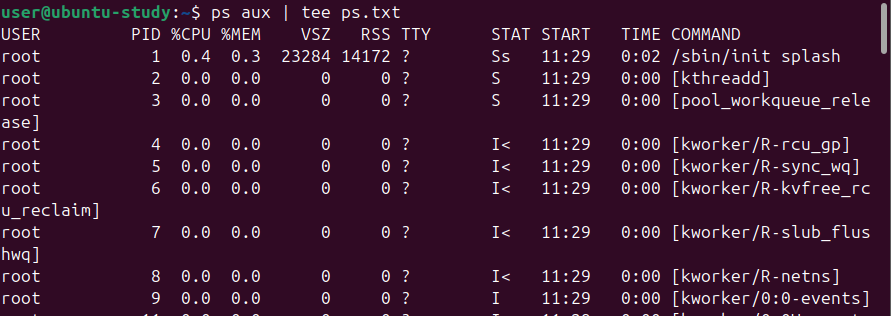 user@ubuntu-study:~$ ps aux | tee ps.txt
USER         PID %CPU %MEM    VSZ   RSS TTY      STAT START   TIME COMMAND
root           1  0.4  0.3  23284 14172 ?        Ss   11:29   0:02 /sbin/init splash
root           2  0.0  0.0      0     0 ?        S    11:29   0:00 [kthreadd]
root           3  0.0  0.0      0     0 ?        S    11:29   0:00 [pool_workqueue_rele
ase]
root           4  0.0  0.0      0     0 ?        I<   11:29   0:00 [kworker/R-rcu_gp]
root           5  0.0  0.0      0     0 ?        I<   11:29   0:00 [kworker/R-sync_wq]
root           6  0.0  0.0      0     0 ?        I<   11:29   0:00 [kworker/R-kvfree_rc
u_reclaim]
root           7  0.0  0.0      0     0 ?        I<   11:29   0:00 [kworker/R-slub_flus
hwq]
root           8  0.0  0.0      0     0 ?        I<   11:29   0:00 [kworker/R-netns]
root           9  0.0  0.0      0     0 ?        I    11:29   0:00 [kworker/0:0-events]